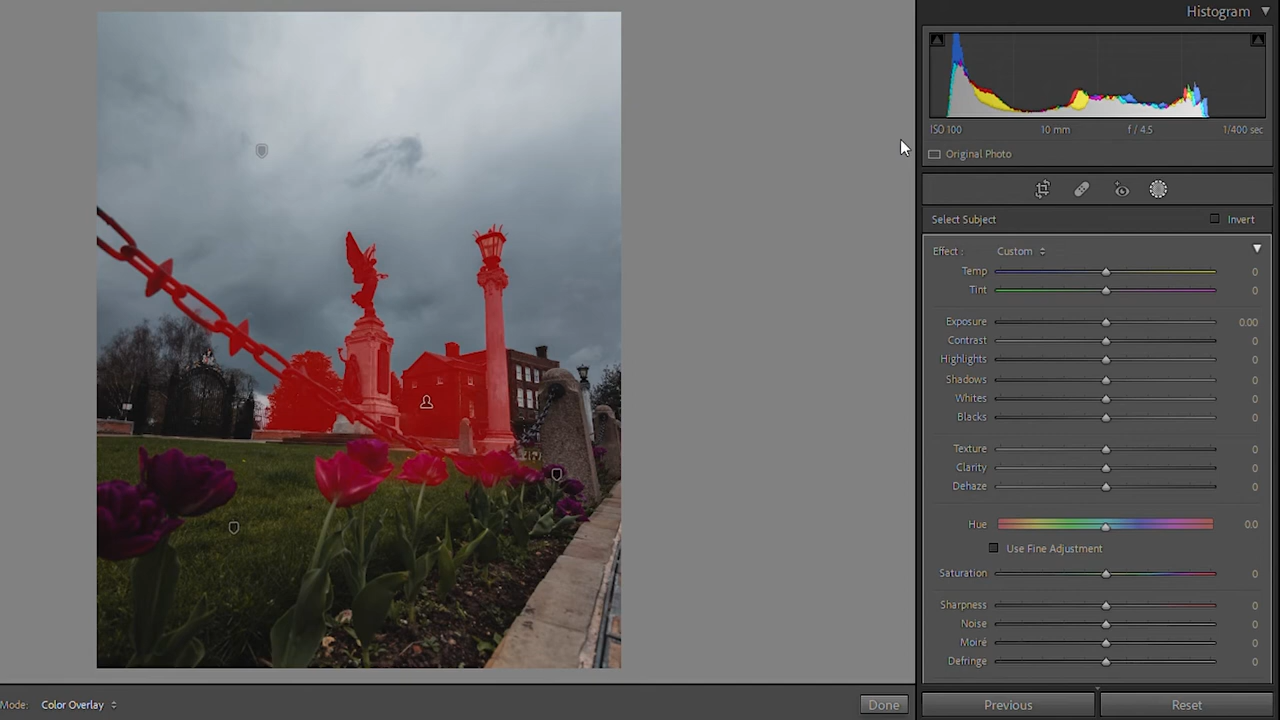 Histogram
ISO 100 10 mm f / 4.5 1/400 sec
Original Photo
Select Subject Invert
Effect : Custom
Temp 0
Tint 0
Exposure 0.00
Contrast 0
Highlights 0
Shadows 0
Whites 0
Blacks 0
Texture 0
Clarity 0
Dehaze 0
Hue 0.0
Use Fine Adjustment
Saturation 0
Sharpness 0
Noise 0
Moiré 0
Defringe 0
Mode: Color Overlay Done Previous Reset